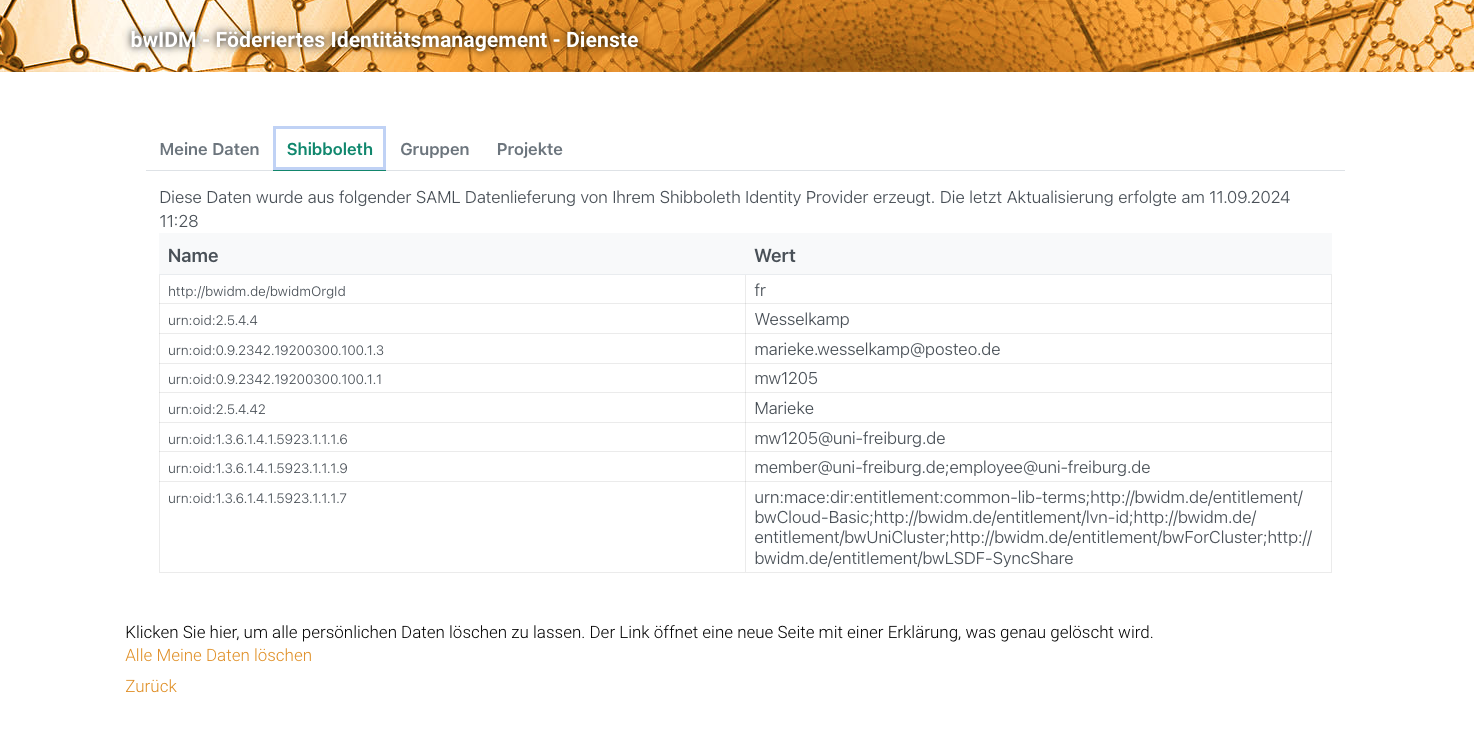 bwIDM - Föderiertes Identitätsmanagement - Dienste
Meine Daten Shibboleth Gruppen Projekte
Diese Daten wurde aus folgender SAML Datenlieferung von Ihrem Shibboleth Identity Provider erzeugt. Die letzt Aktualisierung erfolgte am 11.09.2024
11:28
Name Wert
http://bwidm.de/bwidmOrgId fr
urn:oid:2.5.4.4 Wesselkamp
urn:oid:0.9.2342.19200300.100.1.3 marieke.wesselkamp@posteo.de
urn:oid:0.9.2342.19200300.100.1.1 mw1205
urn:oid:2.5.4.42 Marieke
urn:oid:1.3.6.1.4.1.5923.1.1.1.6 mw1205@uni-freiburg.de
urn:oid:1.3.6.1.4.1.5923.1.1.1.9 member@uni-freiburg.de;employee@uni-freiburg.de
urn:oid:1.3.6.1.4.1.5923.1.1.1.7 urn:mace:dir:entitlement:common-lib-terms;http://bwidm.de/entitlement/
bwCloud-Basic;http://bwidm.de/entitlement/lvn-id;http://bwidm.de/
entitlement/bwUniCluster;http://bwidm.de/entitlement/bwForCluster;http://
bwidm.de/entitlement/bwLSDF-SyncShare
Klicken Sie hier, um alle persönlichen Daten löschen zu lassen. Der Link öffnet eine neue Seite mit einer Erklärung, was genau gelöscht wird.
Alle Meine Daten löschen
Zurück